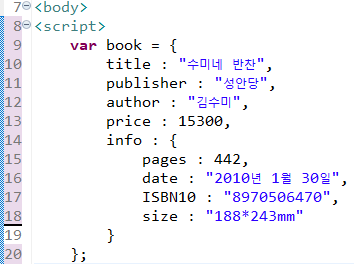 7 <body>
8 <script>
9     var book = {
10         title : "수미네 반찬",
11         publisher : "성안당",
12         author : "김수미",
13         price : 15300,
14         info : {
15             pages : 442,
16             date : "2010년 1월 30일",
17             ISBN10 : "8970506470",
18             size : "188*243mm"
19         }
20     };